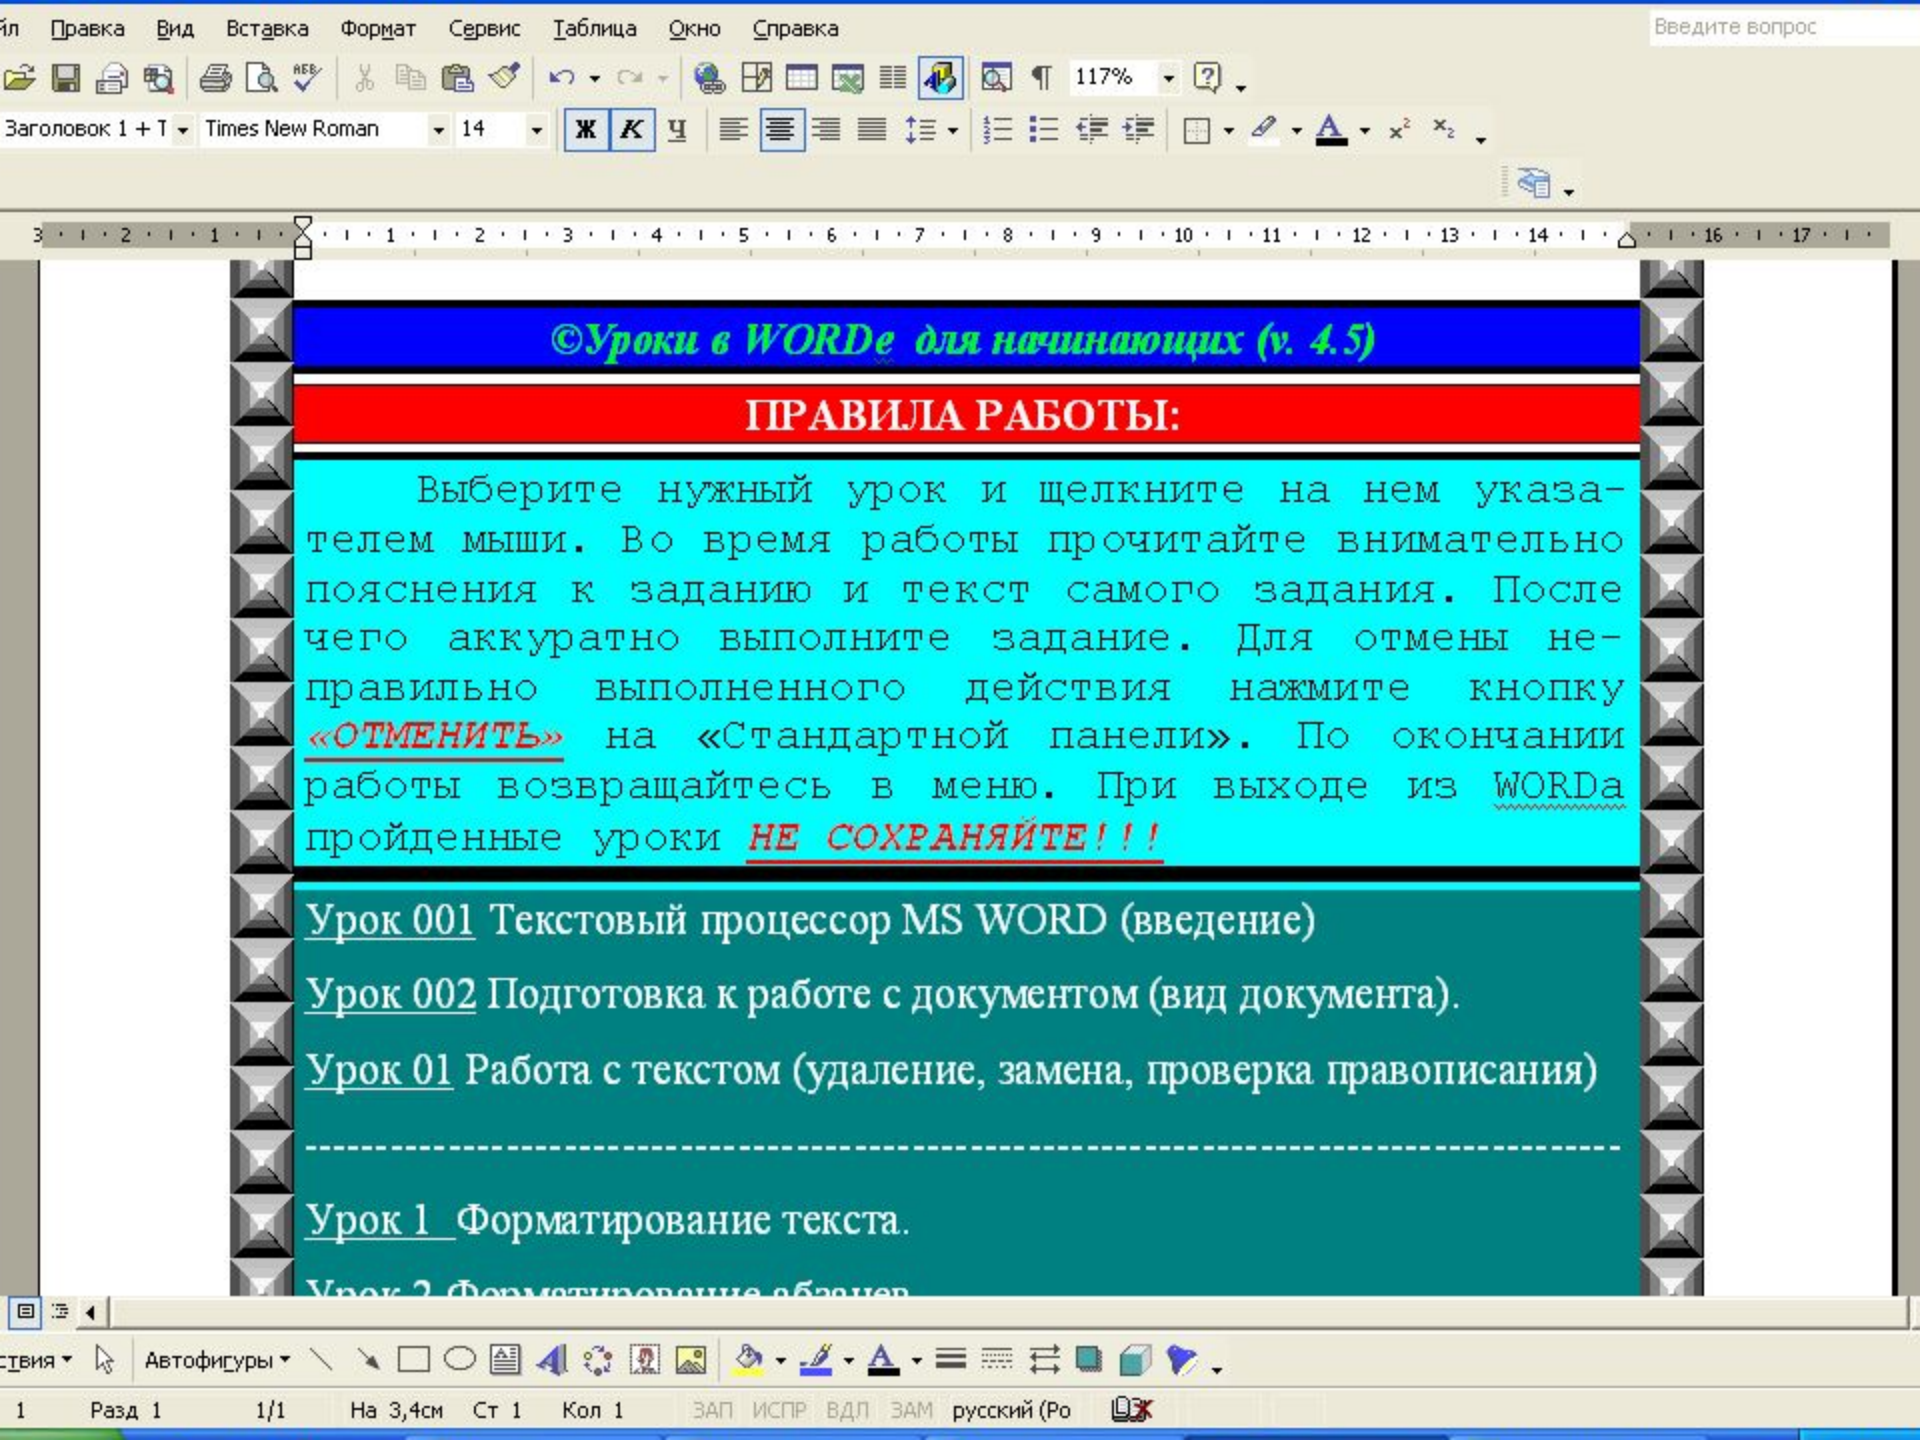 йл Правка Вид Вставка Формат Сервис Таблица Окно Справка Введите вопрос
117%
Заголовок 1 + Т Times New Roman 14 Ж К Ч
3 2 1 1 2 3 4 5 6 7 8 9 10 11 12 13 14 16 17
©Уроки в WORDе для начинающих (v. 4.5)
ПРАВИЛА РАБОТЫ:
Выберите нужный урок и щелкните на нем указа-
телем мыши. Во время работы прочитайте внимательно
пояснения к заданию и текст самого задания. После
чего аккуратно выполните задание. Для отмены не-
правильно выполненного действия нажмите кнопку
«ОТМЕНИТЬ» на «Стандартной панели». По окончании
работы возвращайтесь в меню. При выходе из WORDа
пройденные уроки НЕ СОХРАНЯЙТЕ!!!
Урок 001 Текстовый процессор MS WORD (введение)
Урок 002 Подготовка к работе с документом (вид документа).
Урок 01 Работа с текстом (удаление, замена, проверка правописания)
Урок 1 Форматирование текста.
Урок 2 Форматирование абзацев
ствия Автофигуры
1 Разд 1 1/1 На 3,4см Ст 1 Кол 1 ЗАП ИСПР ВДЛ ЗАМ русский (Ро